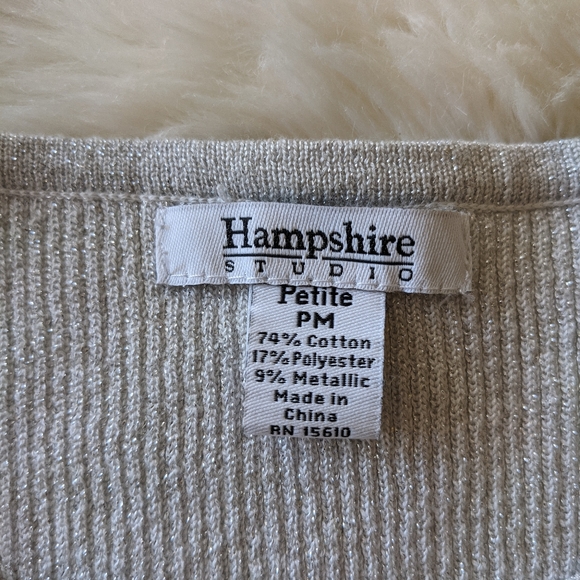 Hampshire
STUDIO
Petite
PM
74% Cotton
17% Polyester
9% Metallic
Made in
China
RN 15610